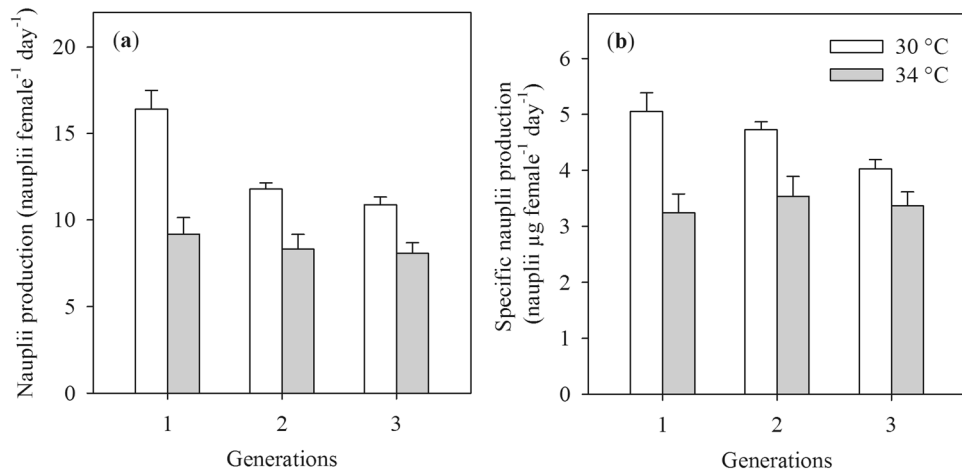 Nauplii production (nauplii female⁻¹ day⁻¹)
(a)
20
15
10
5
0
1 2 3
Generations
Specific nauplii production
(nauplii µg female⁻¹ day⁻¹)
(b)
30 °C
34 °C
6
5
4
3
2
1
0
1 2 3
Generations